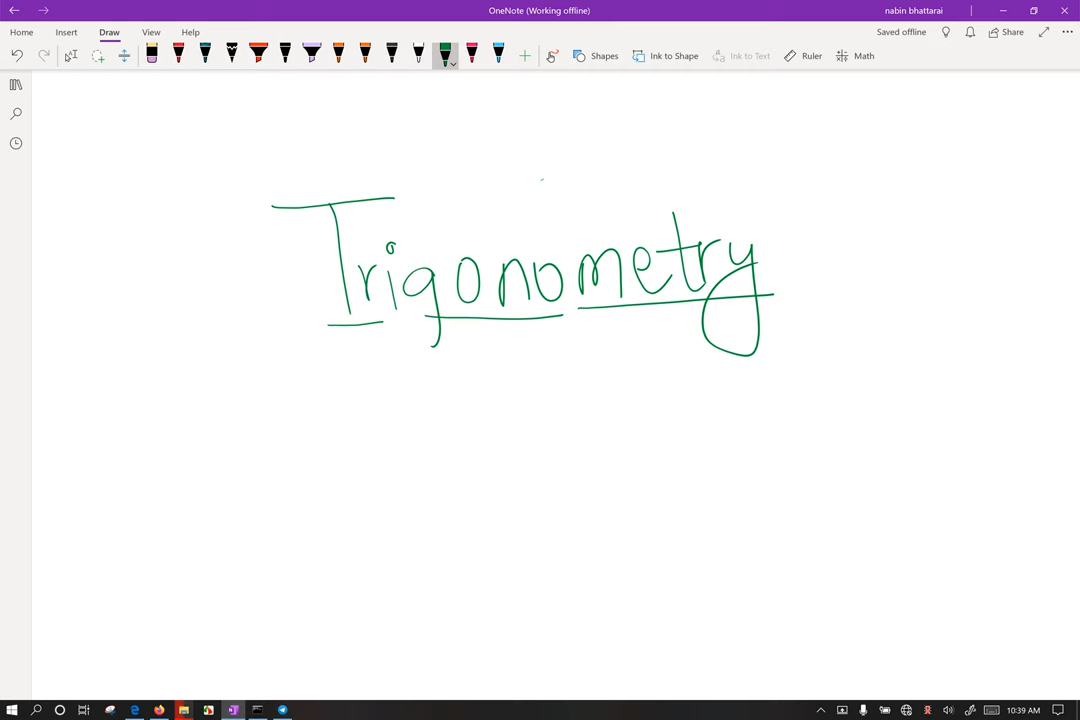 OneNote (Working offline)
nabin bhattarai
Home Insert Draw View Help
Saved offline
Share
Shapes
Ink to Shape
Ink to Text
Ruler
Math
Trigonometry
10:39 AM